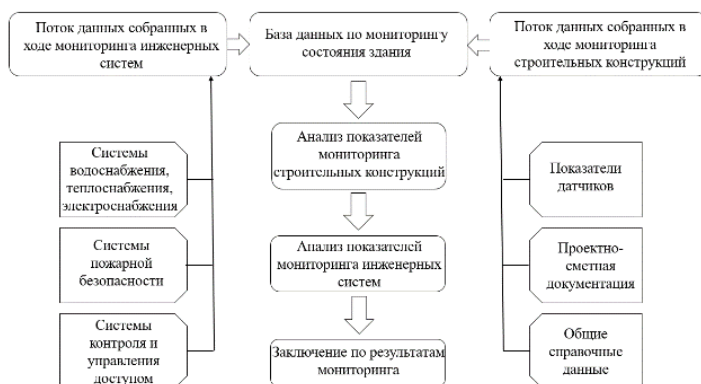 Поток данных собранных в
ходе мониторинга инженерных
систем
База данных по мониторингу
состояния здания
Поток данных собранных в
ходе мониторинга
строительных конструкций
Системы
водоснабжения,
теплоснабжения,
электроснабжения
Системы
пожарной
безопасности
Системы
контроля и
управления
доступом
Анализ показателей
мониторинга
строительных конструкций
Анализ показателей
мониторинга инженерных
систем
Заключение по результатам
мониторинга
Показатели
датчиков
Проектно-
сметная
документация
Общие
справочные
данные